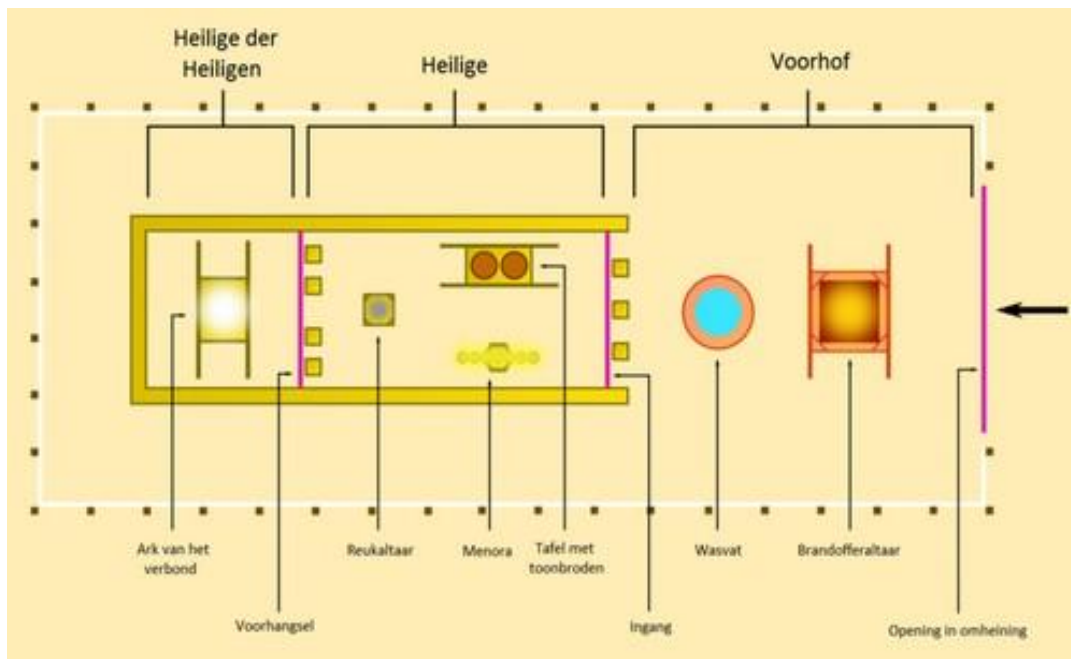 Heilige der
Heiligen
Heilige
Voorhof
Ark van het
verbond
Reukaltaar
Menora
Tafel met
toonbroden
Wasvat
Brandofferaltaar
Voorhangsel
Ingang
Opening in omheining